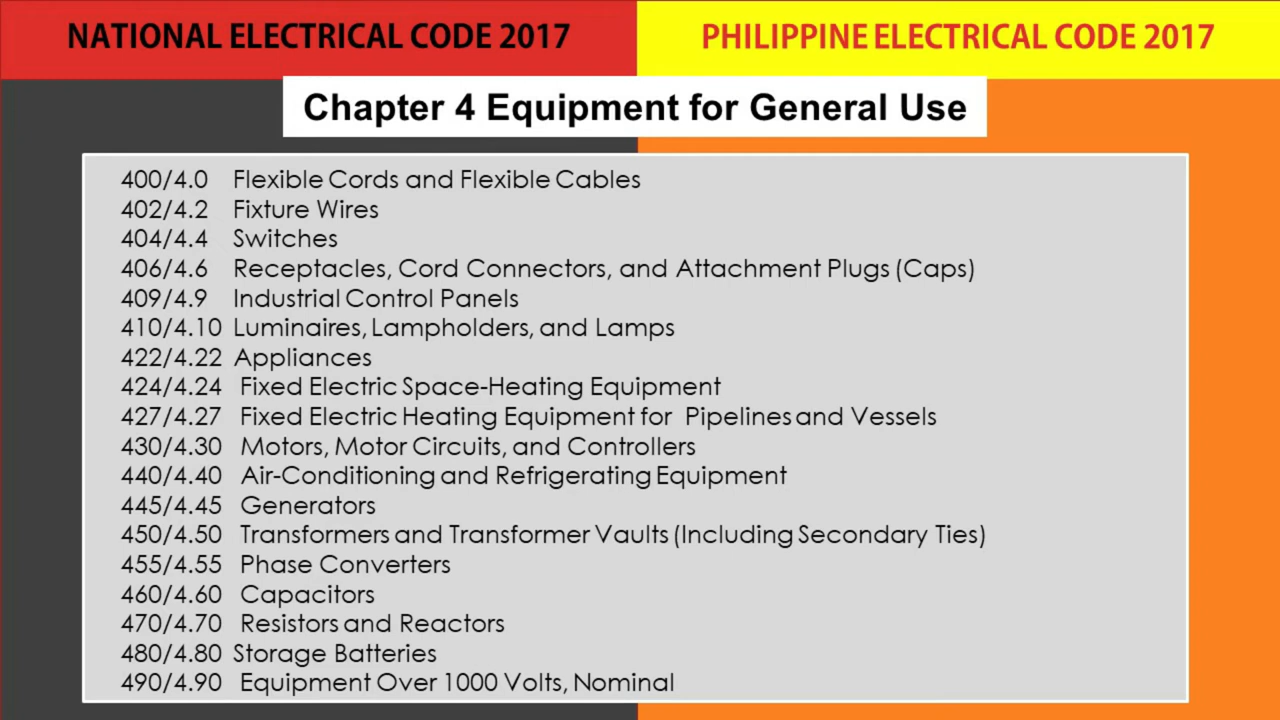 NATIONAL ELECTRICAL CODE 2017
PHILIPPINE ELECTRICAL CODE 2017
Chapter 4 Equipment for General Use
400/4.0 Flexible Cords and Flexible Cables
402/4.2 Fixture Wires
404/4.4 Switches
406/4.6 Receptacles, Cord Connectors, and Attachment Plugs (Caps)
409/4.9 Industrial Control Panels
410/4.10 Luminaires, Lampholders, and Lamps
422/4.22 Appliances
424/4.24 Fixed Electric Space-Heating Equipment
427/4.27 Fixed Electric Heating Equipment for Pipelines and Vessels
430/4.30 Motors, Motor Circuits, and Controllers
440/4.40 Air-Conditioning and Refrigerating Equipment
445/4.45 Generators
450/4.50 Transformers and Transformer Vaults (Including Secondary Ties)
455/4.55 Phase Converters
460/4.60 Capacitors
470/4.70 Resistors and Reactors
480/4.80 Storage Batteries
490/4.90 Equipment Over 1000 Volts, Nominal